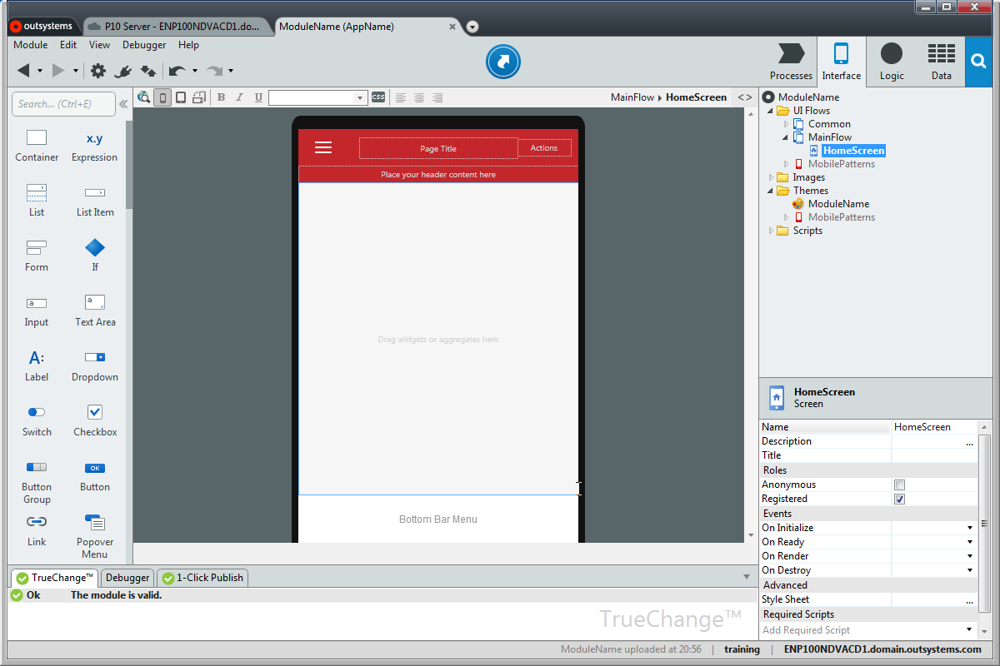 outsystems
P10 Server - ENP100NDVACD1.do...
ModuleName (AppName)
Module Edit View Debugger Help
Processes Interface Logic Data
Search... (Ctrl+E)
B I U CSS
MainFlow HomeScreen <>
Container
x.y
Expression
List
List Item
Form
If
a
Input
a
Text Area
A:
Label
Dropdown
Switch
Checkbox
Button
Group
OK
Button
Link
Popover
Menu
Page Title
Actions
Place your header content here
Drag widgets or aggregates here
Bottom Bar Menu
ModuleName
UI Flows
Common
MainFlow
HomeScreen
MobilePatterns
Images
Themes
ModuleName
MobilePatterns
Scripts
HomeScreen
Screen
Name HomeScreen
Description ...
Title
Roles
Anonymous
Registered
Events
On Initialize
On Ready
On Render
On Destroy
Advanced
Style Sheet ...
Required Scripts
Add Required Script
TrueChange™ Debugger 1-Click Publish
Ok The module is valid.
TrueChange™
ModuleName uploaded at 20:56 | training | ENP100NDVACD1.domain.outsystems.com